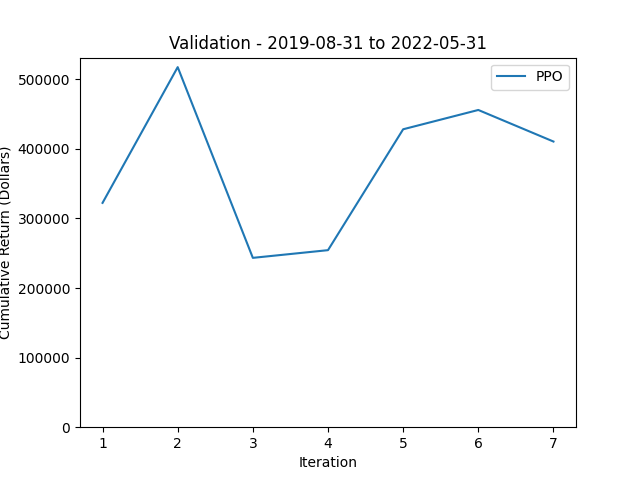 Validation - 2019-08-31 to 2022-05-31
PPO
Cumulative Return (Dollars)
500000
400000
300000
200000
100000
0
1 2 3 4 5 6 7
Iteration